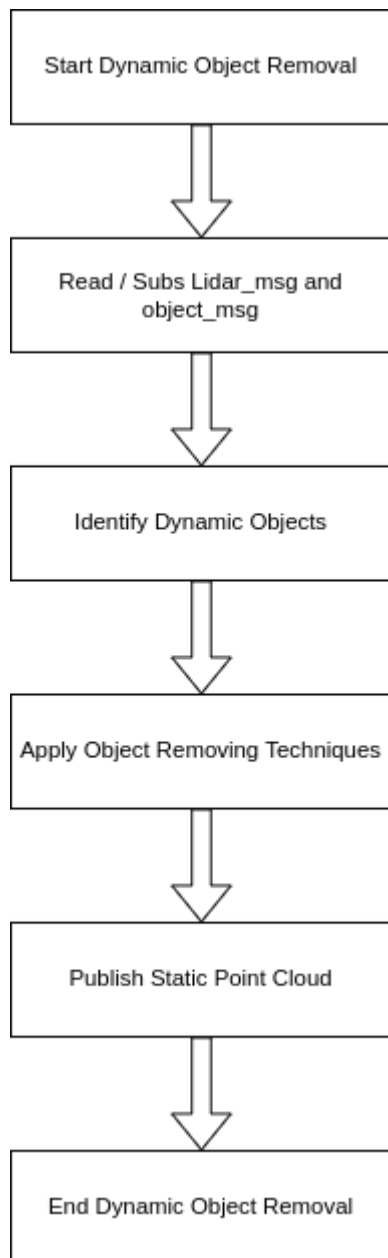 Start Dynamic Object Removal
Read / Subs Lidar_msg and
object_msg
Identify Dynamic Objects
Apply Object Removing Techniques
Publish Static Point Cloud
End Dynamic Object Removal